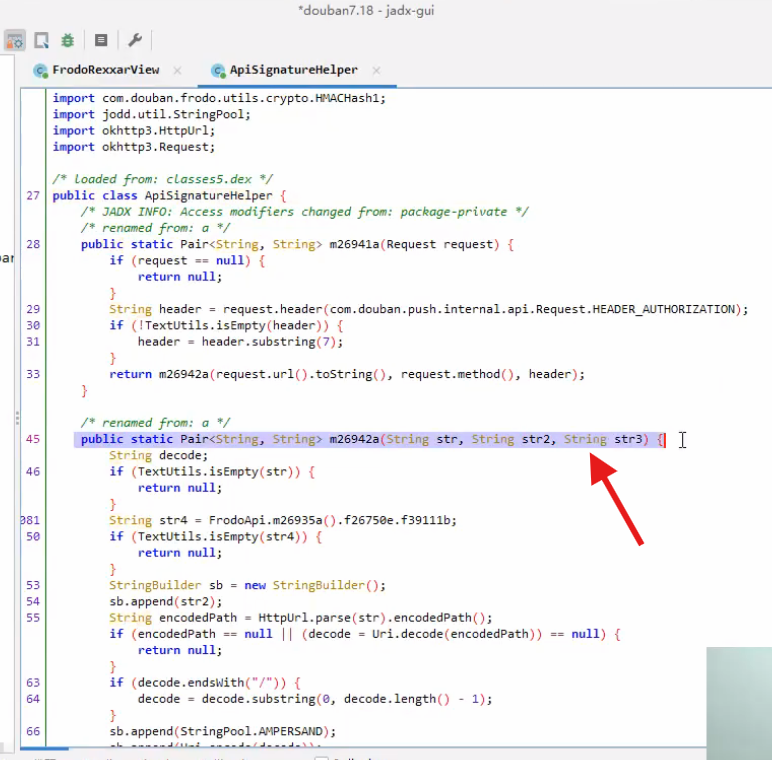 *douban7.18 - jadx-gui
FrodoRexxarView
ApiSignatureHelper
import com.douban.frodo.utils.crypto.HMACHash1;
import jodd.util.StringPool;
import okhttp3.HttpUrl;
import okhttp3.Request;
/* loaded from: classes5.dex */
27 public class ApiSignatureHelper {
/* JADX INFO: Access modifiers changed from: package-private */
/* renamed from: a */
28 public static Pair<String, String> m26941a(Request request) {
if (request == null) {
return null;
}
29 String header = request.header(com.douban.push.internal.api.Request.HEADER_AUTHORIZATION);
30 if (!TextUtils.isEmpty(header)) {
31 header = header.substring(7);
}
33 return m26942a(request.url().toString(), request.method(), header);
}
/* renamed from: a */
45 public static Pair<String, String> m26942a(String str, String str2, String str3) {
String decode;
46 if (TextUtils.isEmpty(str)) {
return null;
}
081 String str4 = FrodoApi.m26935a().f26750e.f39111b;
50 if (TextUtils.isEmpty(str4)) {
return null;
}
53 StringBuilder sb = new StringBuilder();
54 sb.append(str2);
55 String encodedPath = HttpUrl.parse(str).encodedPath();
if (encodedPath == null || (decode = Uri.decode(encodedPath)) == null) {
return null;
}
63 if (decode.endsWith("/")) {
64 decode = decode.substring(0, decode.length() - 1);
}
66 sb.append(StringPool.AMPERSAND);
sb.append(Uri.encode(decode));